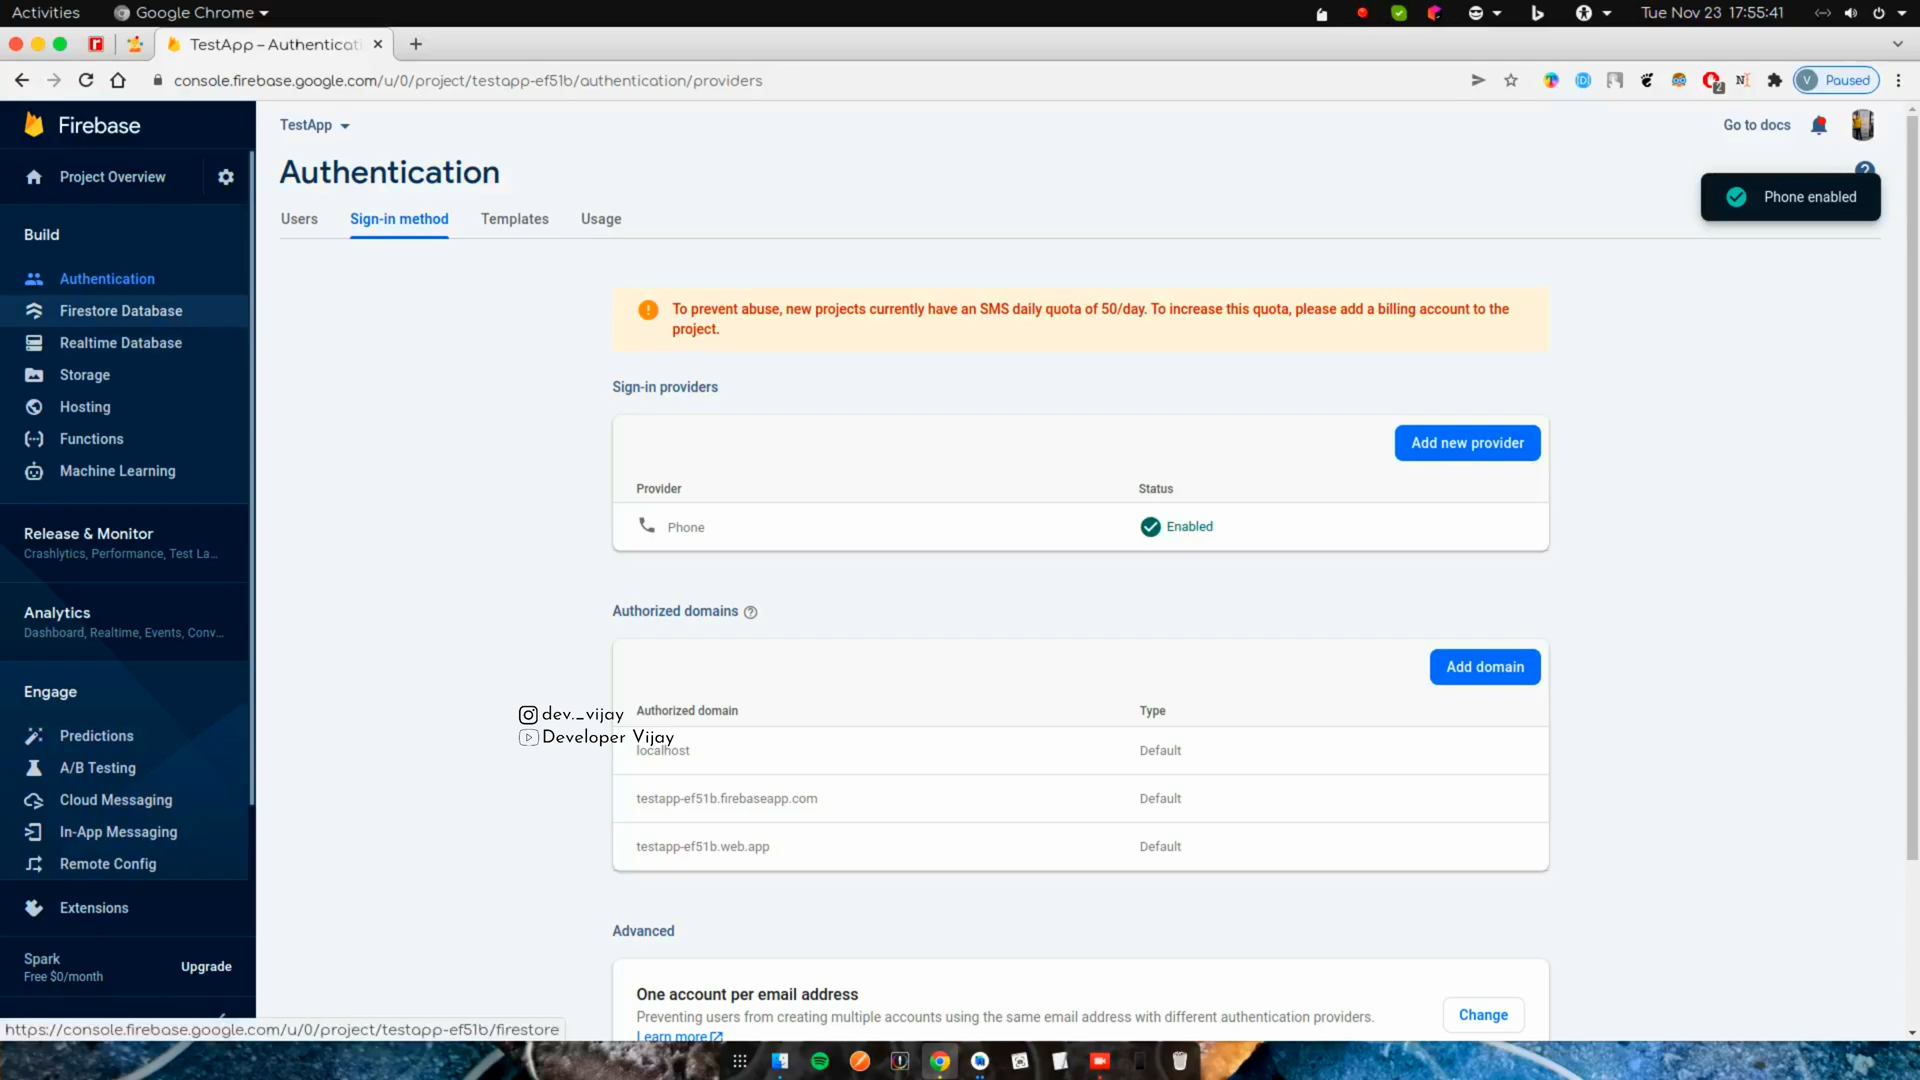 Activities
Google Chrome
Tue Nov 23 17:55:41
TestApp – Authenticati
console.firebase.google.com/u/0/project/testapp-ef51b/authentication/providers
2
V Paused
Firebase
TestApp
Go to docs
Project Overview
Authentication
Phone enabled
Users
Sign-in method
Templates
Usage
Build
Authentication
Firestore Database
Realtime Database
Storage
Hosting
Functions
Machine Learning
Release & Monitor
Crashlytics, Performance, Test La...
Analytics
Dashboard, Realtime, Events, Conv...
Engage
Predictions
A/B Testing
Cloud Messaging
In-App Messaging
Remote Config
Extensions
Spark
Free $0/month
Upgrade
To prevent abuse, new projects currently have an SMS daily quota of 50/day. To increase this quota, please add a billing account to the
project.
Sign-in providers
Add new provider
Provider
Status
Phone
Enabled
Authorized domains
Add domain
Authorized domain
Type
dev._vijay
Developer Vijay
localhost
Default
testapp-ef51b.firebaseapp.com
Default
testapp-ef51b.web.app
Default
Advanced
One account per email address
Preventing users from creating multiple accounts using the same email address with different authentication providers.
Learn more
Change
https://console.firebase.google.com/u/0/project/testapp-ef51b/firestore